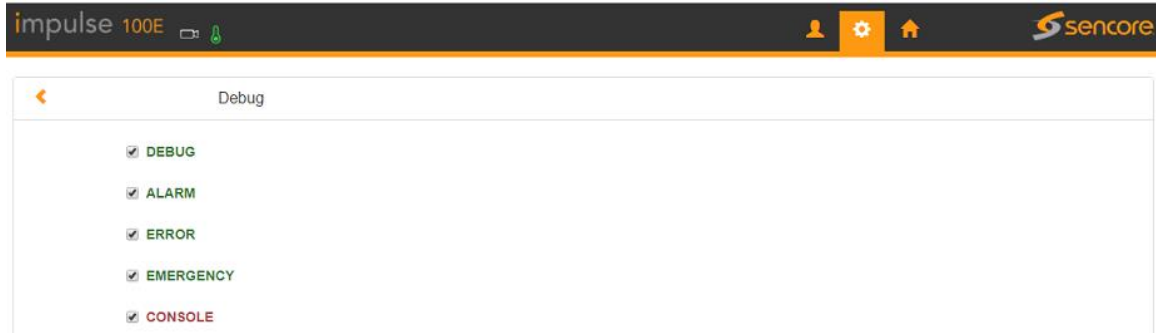 impulse 100E sencore
Debug
DEBUG
ALARM
ERROR
EMERGENCY
CONSOLE